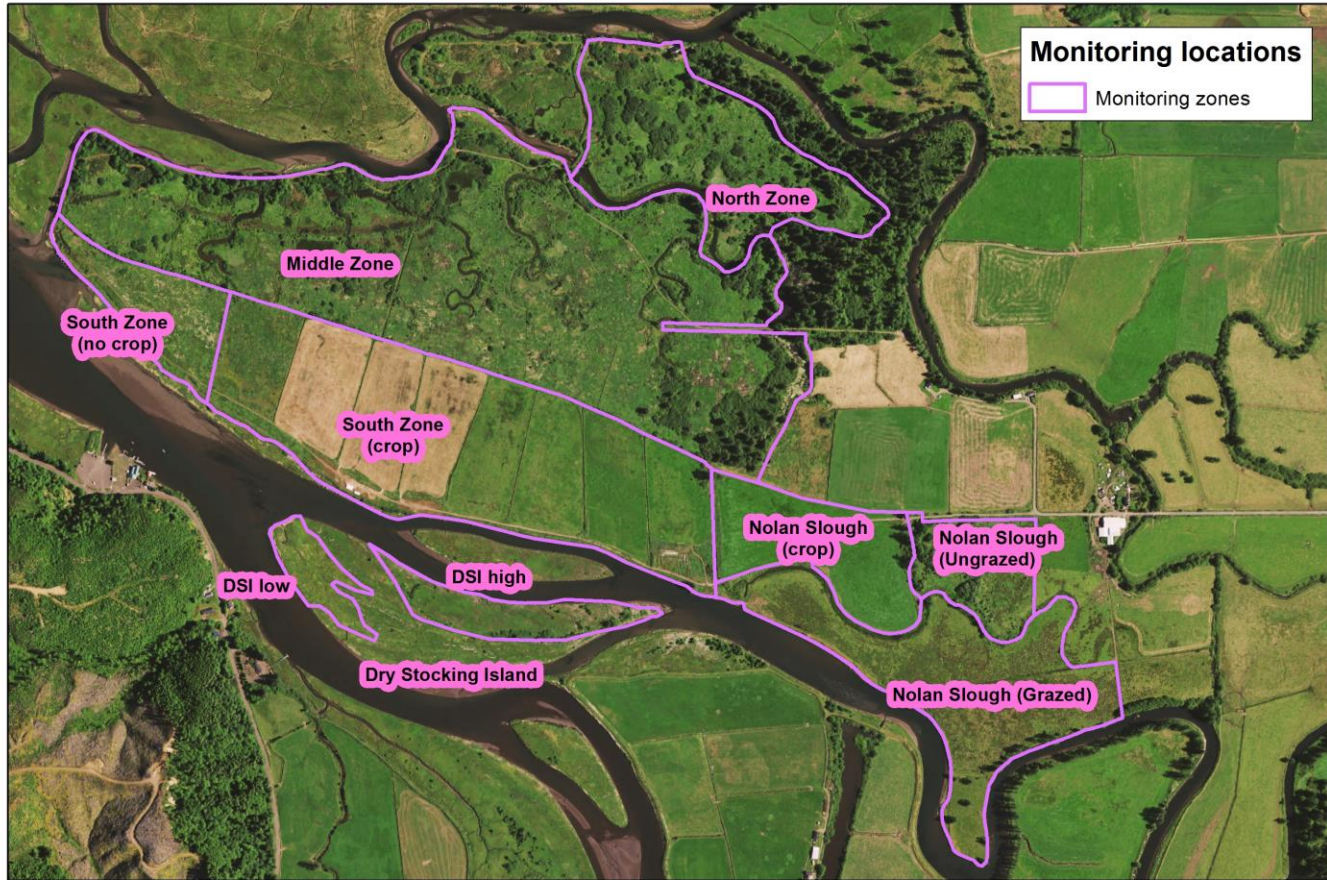 Monitoring locations
Monitoring zones
North Zone
Middle Zone
South Zone
(no crop)
South Zone
(crop)
Nolan Slough
(crop)
Nolan Slough
(Ungrazed)
DSI low
DSI high
Dry Stocking Island
Nolan Slough (Grazed)